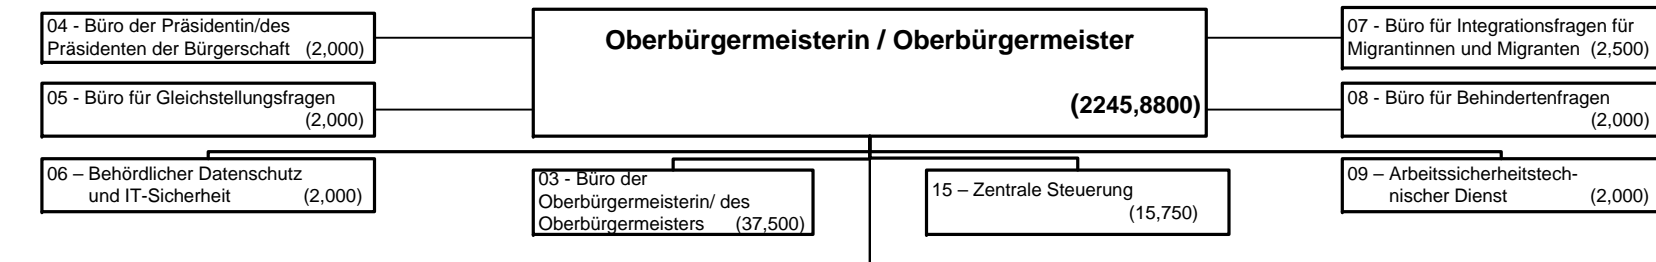 04 - Büro der Präsidentin/des
Präsidenten der Bürgerschaft (2,000)
Oberbürgermeisterin / Oberbürgermeister
(2245,8800)
07 - Büro für Integrationsfragen für
Migrantinnen und Migranten (2,500)
05 - Büro für Gleichstellungsfragen
(2,000)
08 - Büro für Behindertenfragen
(2,000)
06 – Behördlicher Datenschutz
und IT-Sicherheit (2,000)
03 - Büro der
Oberbürgermeisterin/ des
Oberbürgermeisters (37,500)
15 – Zentrale Steuerung
(15,750)
09 – Arbeitssicherheitstech-
nischer Dienst (2,000)